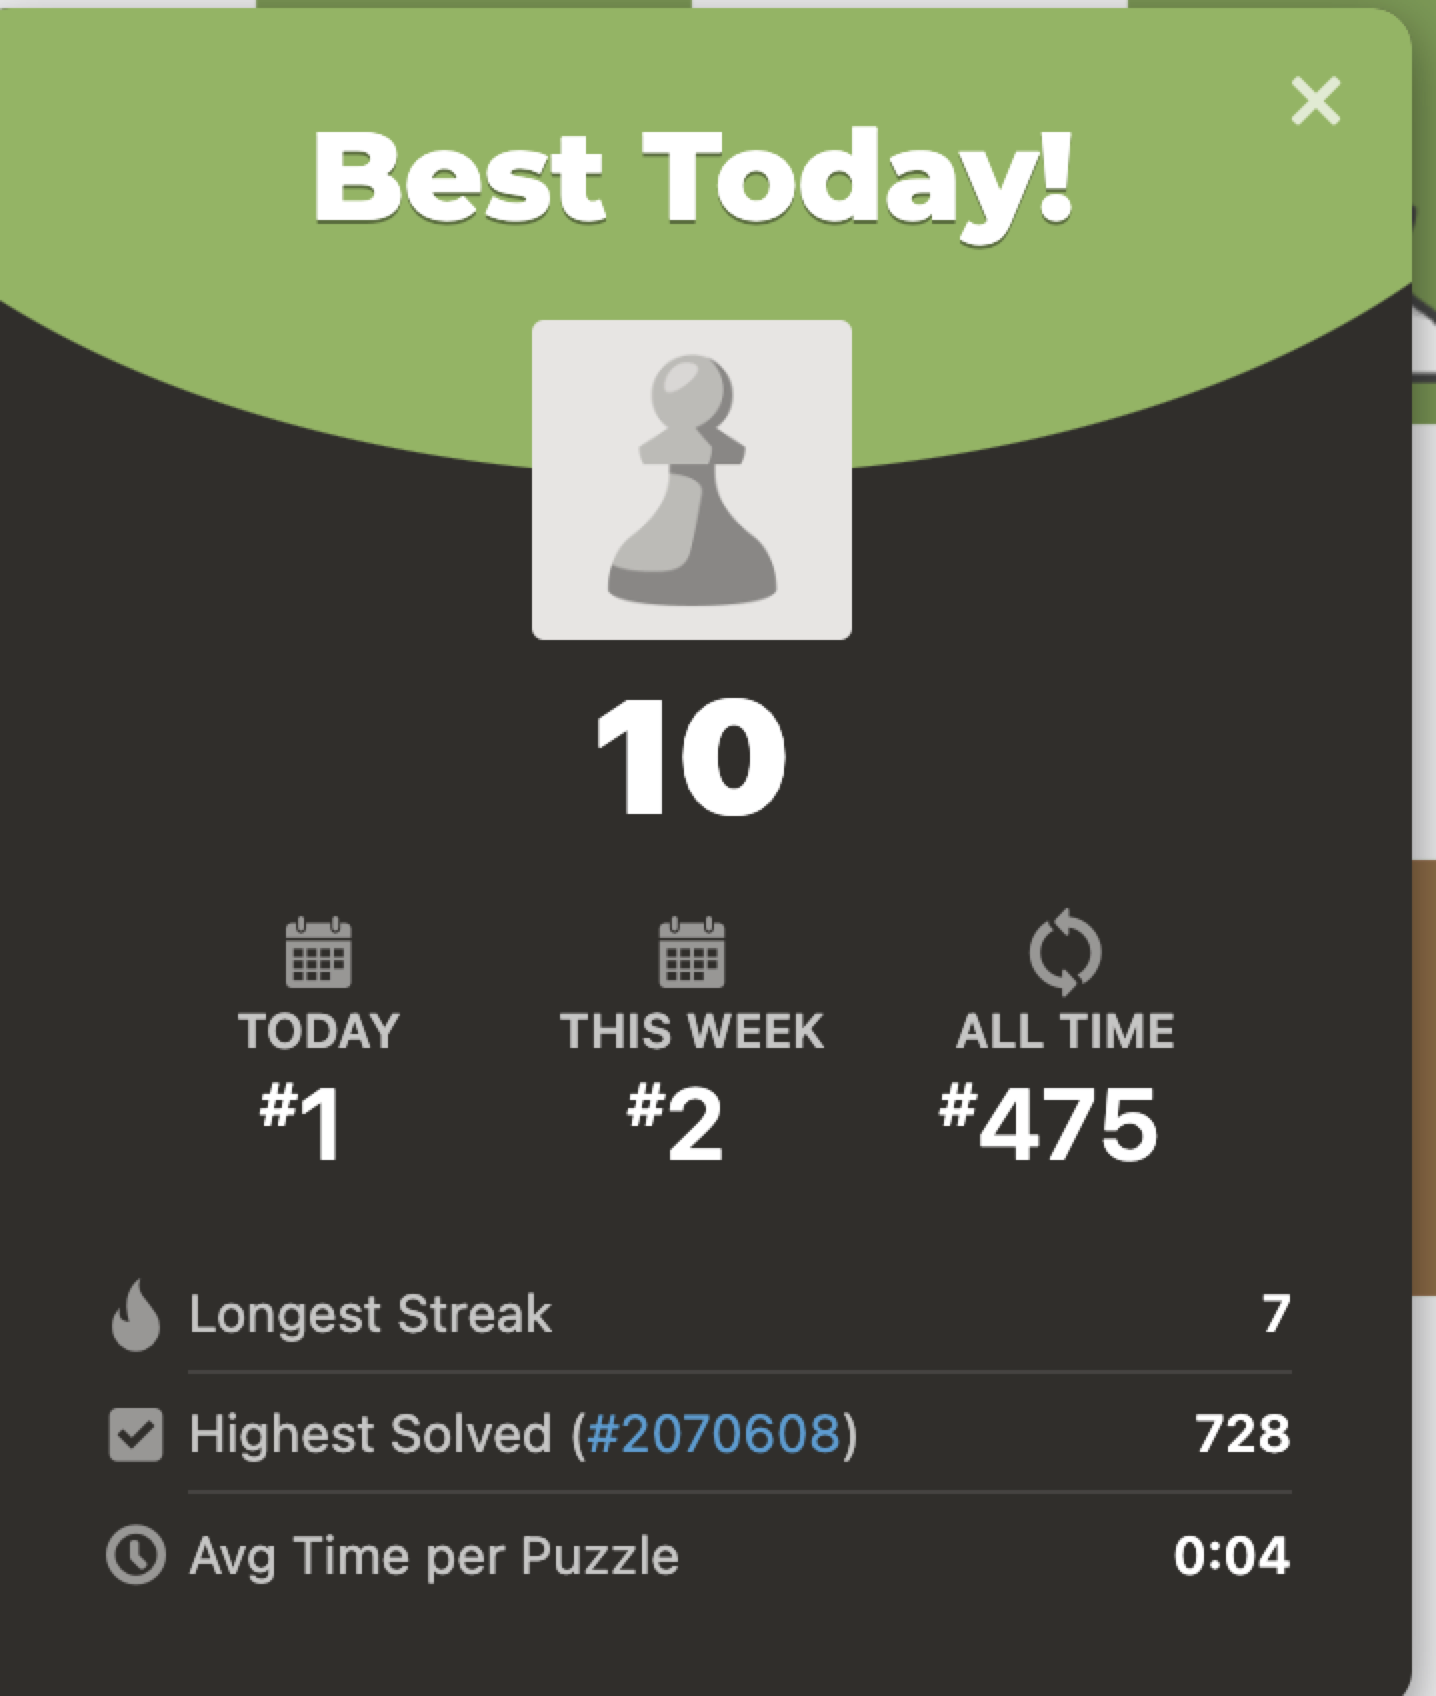 Best Today!
10
TODAY THIS WEEK ALL TIME
#1 #2 #475
Longest Streak 7
Highest Solved (#2070608) 728
Avg Time per Puzzle 0:04